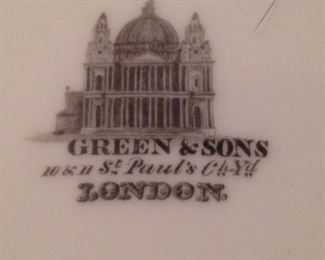 GREEN & SONS
10 & 11 St Paul's Ch. Yd
LONDON.